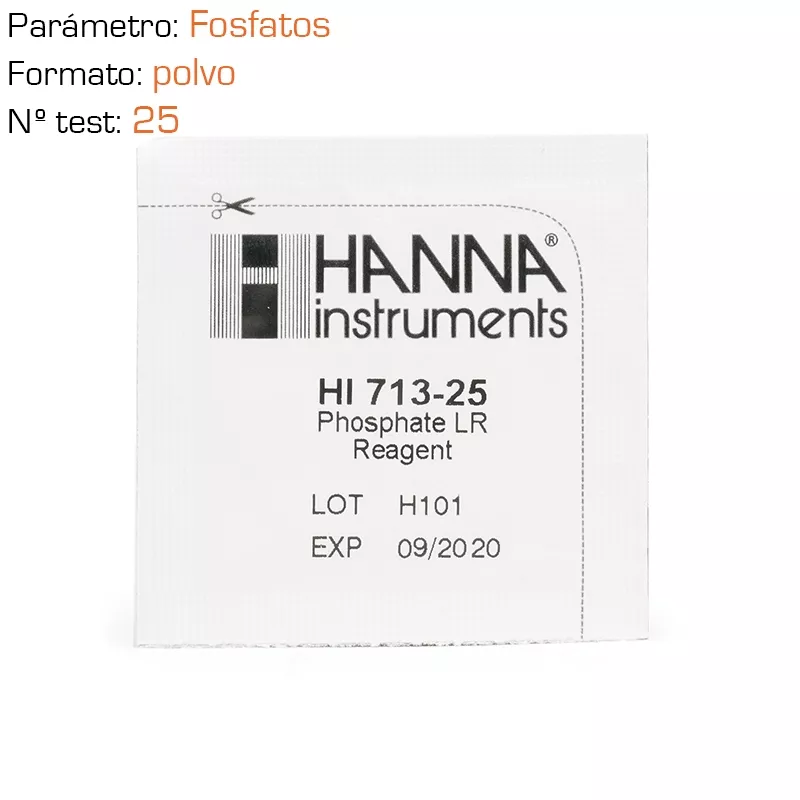 Parámetro: Fosfatos
Formato: polvo
Nº test: 25
HANNA®
instruments
HI 713-25
Phosphate LR
Reagent
LOT H101
EXP 09/2020